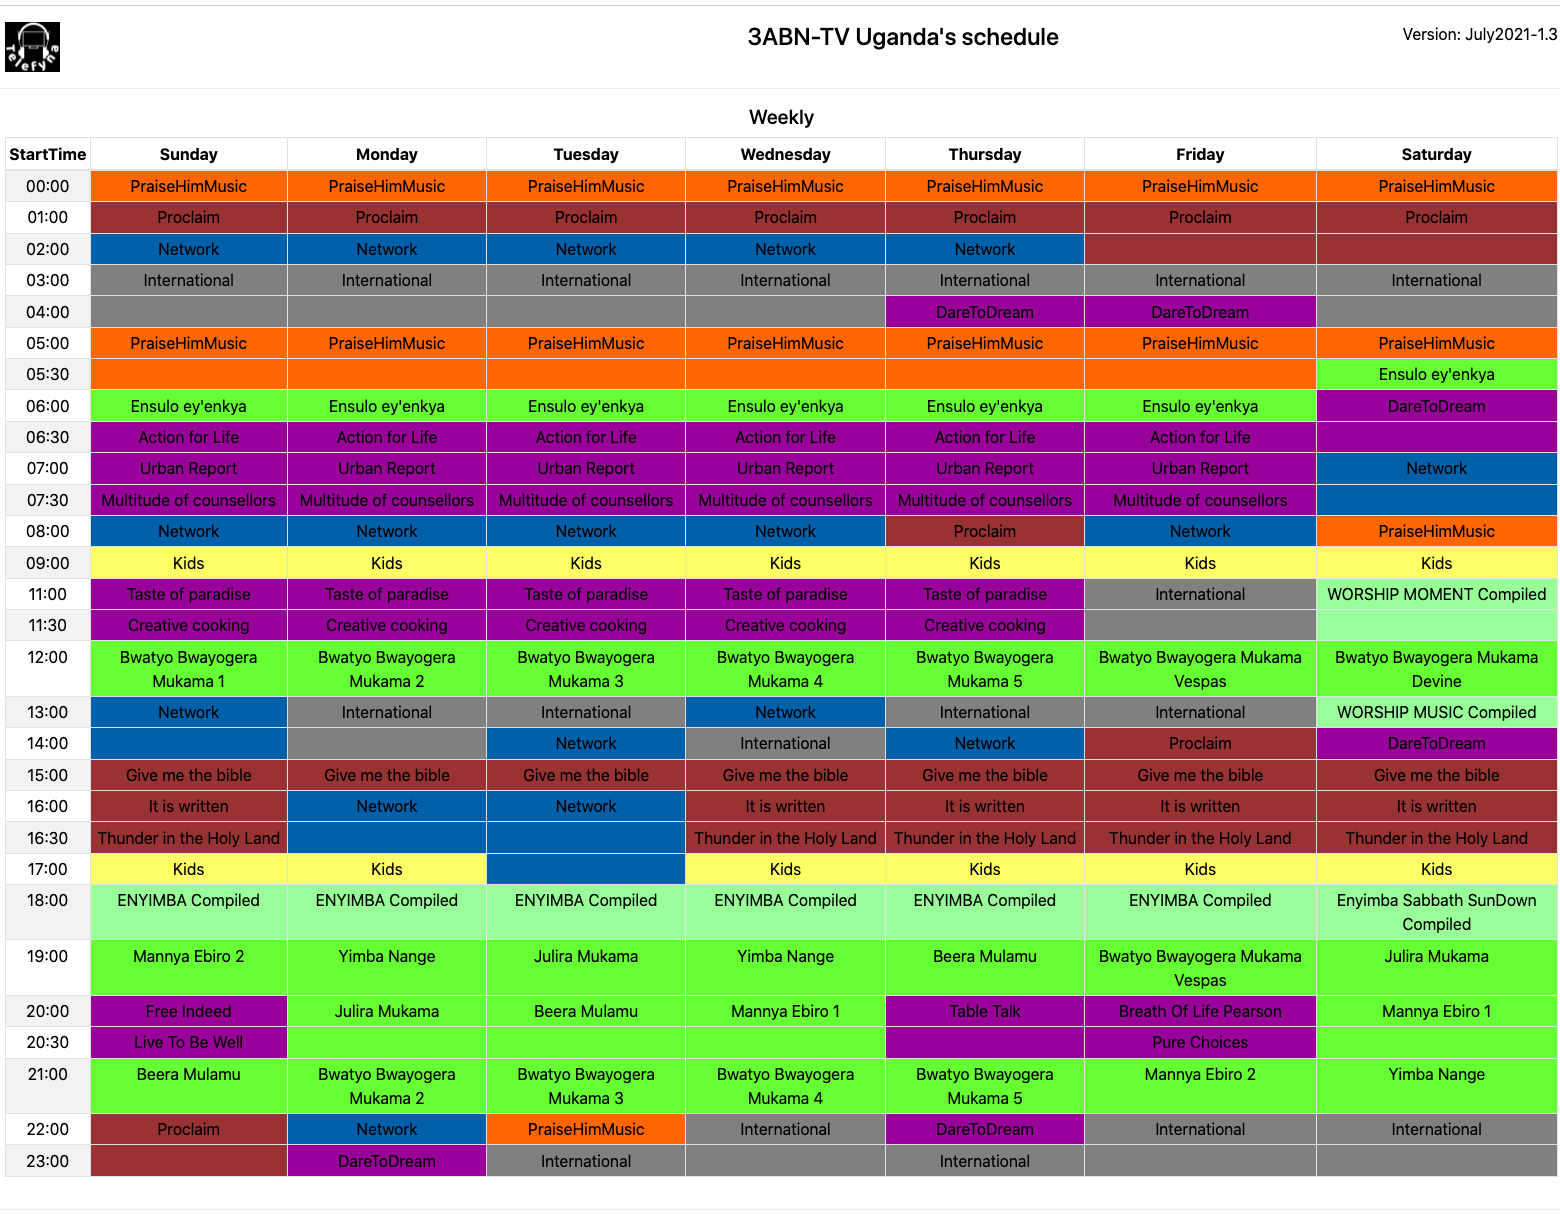 Telefyne
3ABN-TV Uganda's schedule
Version: July2021-1.3
Weekly
StartTime Sunday Monday Tuesday Wednesday Thursday Friday Saturday
00:00 PraiseHimMusic PraiseHimMusic PraiseHimMusic PraiseHimMusic PraiseHimMusic PraiseHimMusic PraiseHimMusic
01:00 Proclaim Proclaim Proclaim Proclaim Proclaim Proclaim Proclaim
02:00 Network Network Network Network Network
03:00 International International International International International International International
04:00 DareToDream DareToDream
05:00 PraiseHimMusic PraiseHimMusic PraiseHimMusic PraiseHimMusic PraiseHimMusic PraiseHimMusic PraiseHimMusic
05:30 Ensulo ey'enkya
06:00 Ensulo ey'enkya Ensulo ey'enkya Ensulo ey'enkya Ensulo ey'enkya Ensulo ey'enkya Ensulo ey'enkya DareToDream
06:30 Action for Life Action for Life Action for Life Action for Life Action for Life Action for Life
07:00 Urban Report Urban Report Urban Report Urban Report Urban Report Urban Report Network
07:30 Multitude of counsellors Multitude of counsellors Multitude of counsellors Multitude of counsellors Multitude of counsellors Multitude of counsellors
08:00 Network Network Network Network Proclaim Network PraiseHimMusic
09:00 Kids Kids Kids Kids Kids Kids Kids
11:00 Taste of paradise Taste of paradise Taste of paradise Taste of paradise Taste of paradise International WORSHIP MOMENT Compiled
11:30 Creative cooking Creative cooking Creative cooking Creative cooking Creative cooking
12:00 Bwatyo Bwayogera Bwatyo Bwayogera Bwatyo Bwayogera Bwatyo Bwayogera Bwatyo Bwayogera Bwatyo Bwayogera Mukama Bwatyo Bwayogera Mukama
Mukama 1 Mukama 2 Mukama 3 Mukama 4 Mukama 5 Vespas Devine
13:00 Network International International Network International International WORSHIP MUSIC Compiled
14:00 Network International Network Proclaim DareToDream
15:00 Give me the bible Give me the bible Give me the bible Give me the bible Give me the bible Give me the bible Give me the bible
16:00 It is written Network Network It is written It is written It is written It is written
16:30 Thunder in the Holy Land Thunder in the Holy Land Thunder in the Holy Land Thunder in the Holy Land Thunder in the Holy Land
17:00 Kids Kids Kids Kids Kids Kids
18:00 ENYIMBA Compiled ENYIMBA Compiled ENYIMBA Compiled ENYIMBA Compiled ENYIMBA Compiled ENYIMBA Compiled Enyimba Sabbath SunDown
Compiled
19:00 Mannya Ebiro 2 Yimba Nange Julira Mukama Yimba Nange Beera Mulamu Bwatyo Bwayogera Mukama Julira Mukama
Vespas
20:00 Free Indeed Julira Mukama Beera Mulamu Mannya Ebiro 1 Table Talk Breath Of Life Pearson Mannya Ebiro 1
20:30 Live To Be Well Pure Choices
21:00 Beera Mulamu Bwatyo Bwayogera Bwatyo Bwayogera Bwatyo Bwayogera Bwatyo Bwayogera Mannya Ebiro 2 Yimba Nange
Mukama 2 Mukama 3 Mukama 4 Mukama 5
22:00 Proclaim Network PraiseHimMusic International DareToDream International International
23:00 DareToDream International International